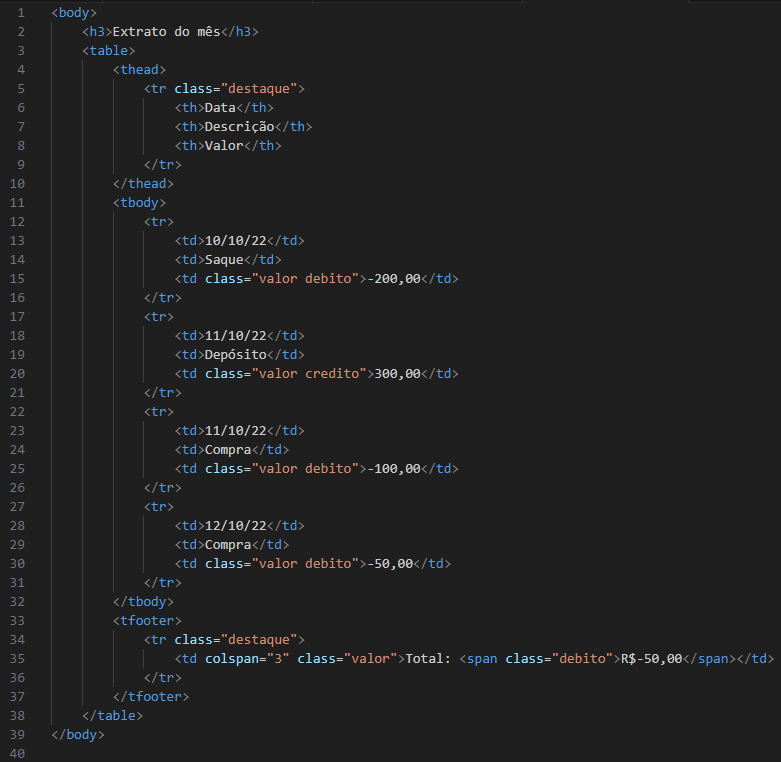 1 <body>
2     <h3>Extrato do mês</h3>
3     <table>
4         <thead>
5             <tr class="destaque">
6                 <th>Data</th>
7                 <th>Descrição</th>
8                 <th>Valor</th>
9             </tr>
10         </thead>
11         <tbody>
12             <tr>
13                 <td>10/10/22</td>
14                 <td>Saque</td>
15                 <td class="valor debito">-200,00</td>
16             </tr>
17             <tr>
18                 <td>11/10/22</td>
19                 <td>Depósito</td>
20                 <td class="valor credito">300,00</td>
21             </tr>
22             <tr>
23                 <td>11/10/22</td>
24                 <td>Compra</td>
25                 <td class="valor debito">-100,00</td>
26             </tr>
27             <tr>
28                 <td>12/10/22</td>
29                 <td>Compra</td>
30                 <td class="valor debito">-50,00</td>
31             </tr>
32         </tbody>
33         <tfooter>
34             <tr class="destaque">
35                 <td colspan="3" class="valor">Total: <span class="debito">R$-50,00</span></td>
36             </tr>
37         </tfooter>
38     </table>
39 </body>
40